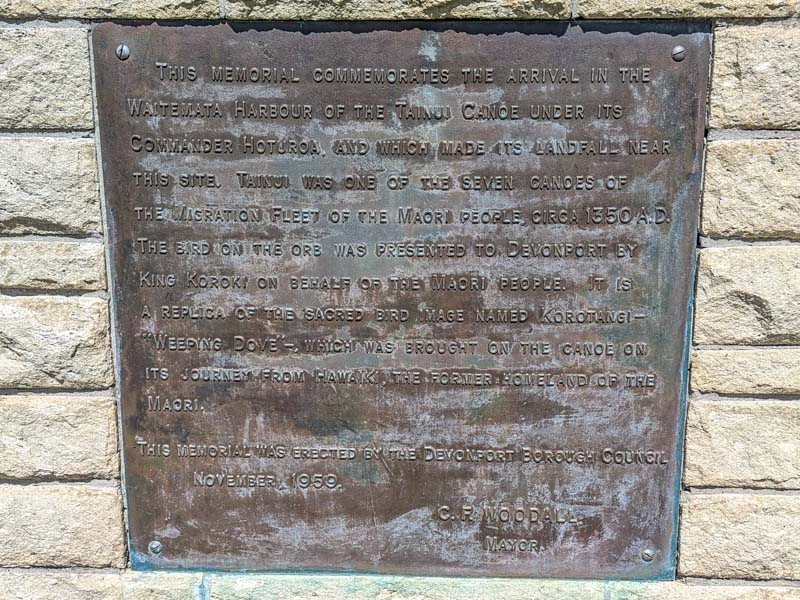 THIS MEMORIAL COMMEMORATES THE ARRIVAL IN THE
WAITEMATA HARBOUR OF THE TAINUI CANOE UNDER ITS
COMMANDER HOTUROA, AND WHICH MADE ITS LANDFALL NEAR
THIS SITE. TAINUI WAS ONE OF THE SEVEN CANOES OF
THE MIGRATION FLEET OF THE MAORI PEOPLE, CIRCA 1350 A.D.
THE BIRD ON THE ORB WAS PRESENTED TO DEVONPORT BY
KING KOROKI ON BEHALF OF THE MAORI PEOPLE. IT IS
A REPLICA OF THE SACRED BIRD IMAGE NAMED KOROTANGI—
"WEEPING DOVE"—, WHICH WAS BROUGHT ON THE CANOE ON
ITS JOURNEY FROM HAWAIKI, THE FORMER HOMELAND OF THE
MAORI.
THIS MEMORIAL WAS ERECTED BY THE DEVONPORT BOROUGH COUNCIL
NOVEMBER, 1959.
C. F. WOODALL.
MAYOR.